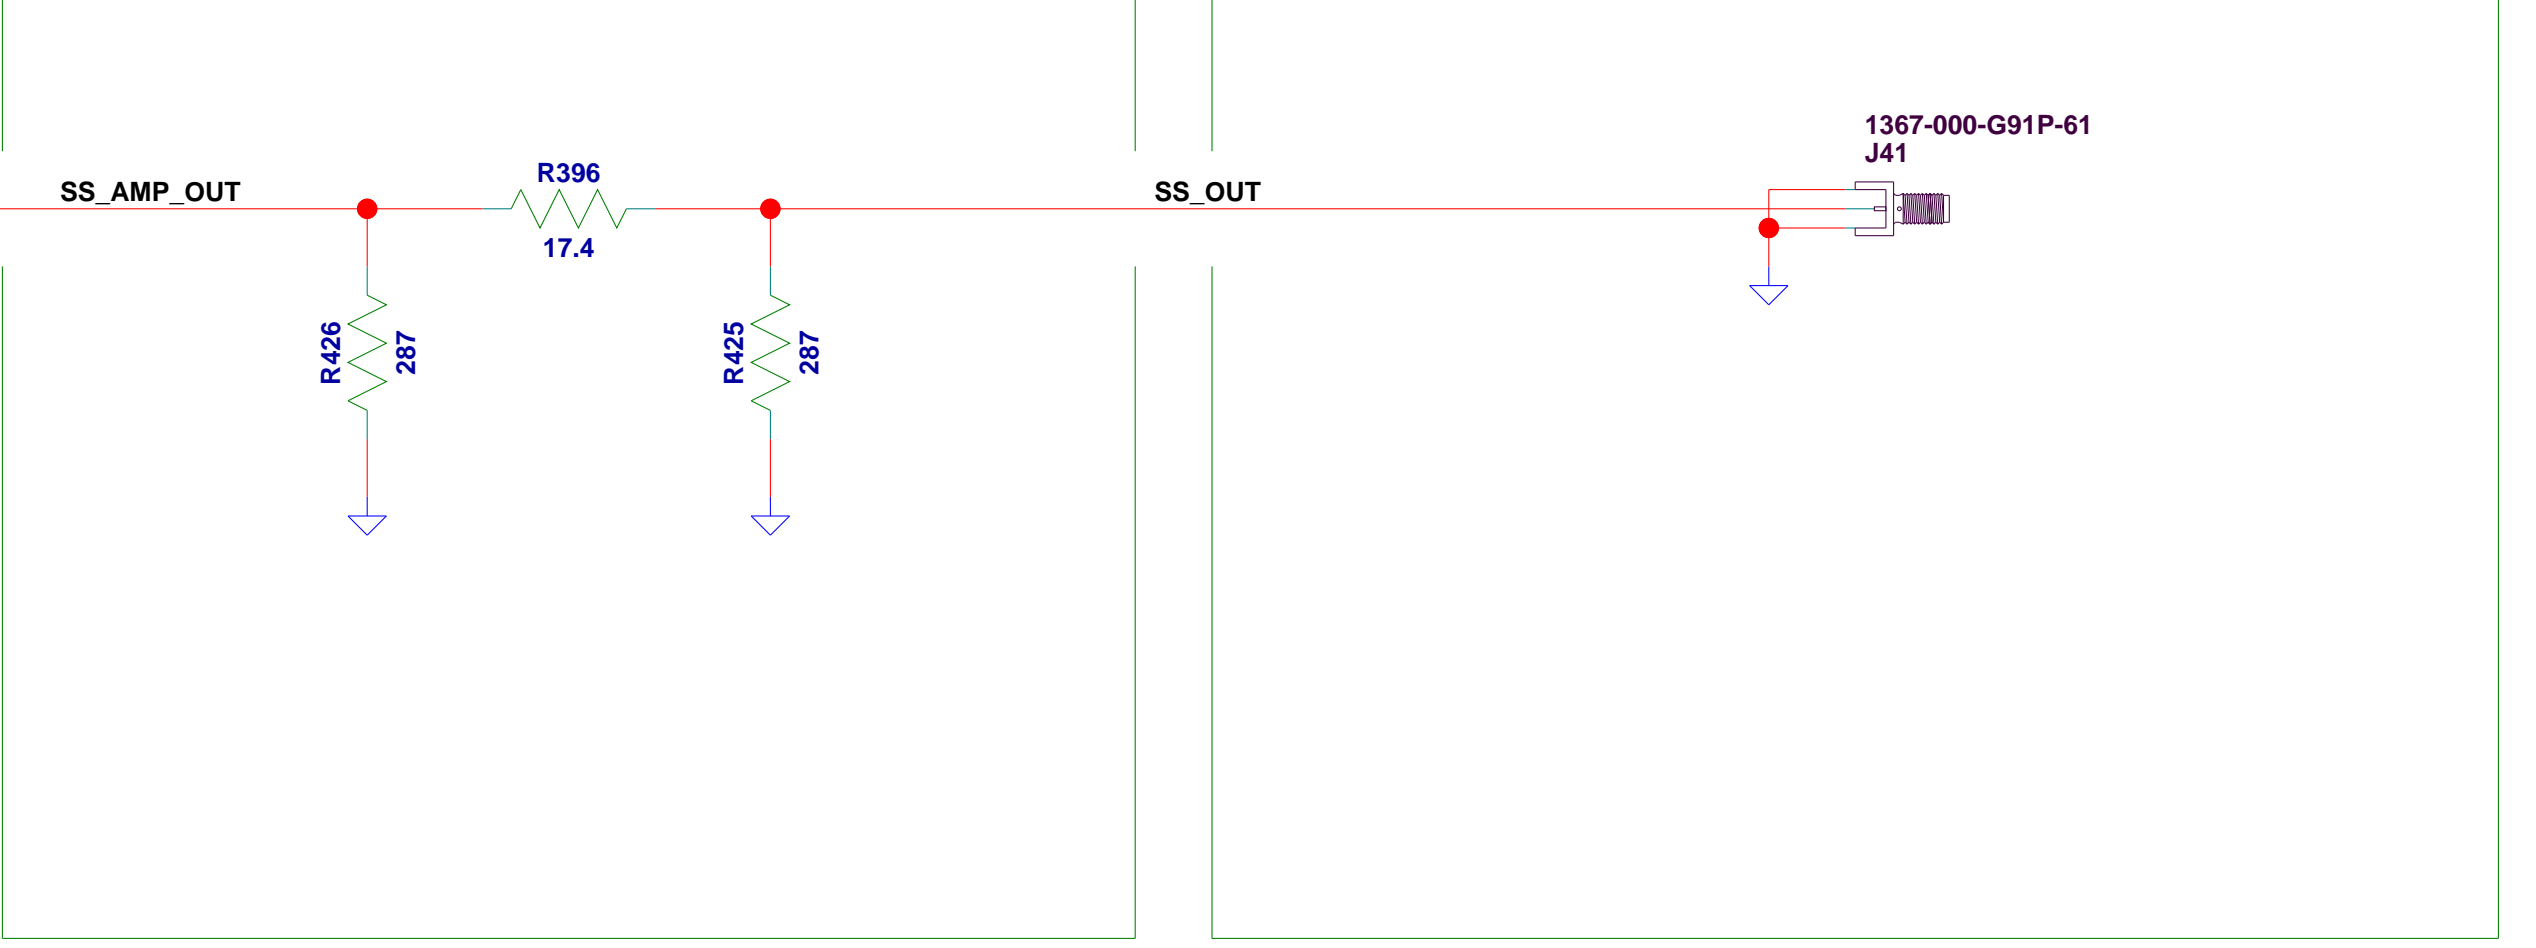 1367-000-G91P-61
J41
R396
SS_AMP_OUT
SS_OUT
17.4
R426
287
R425
287